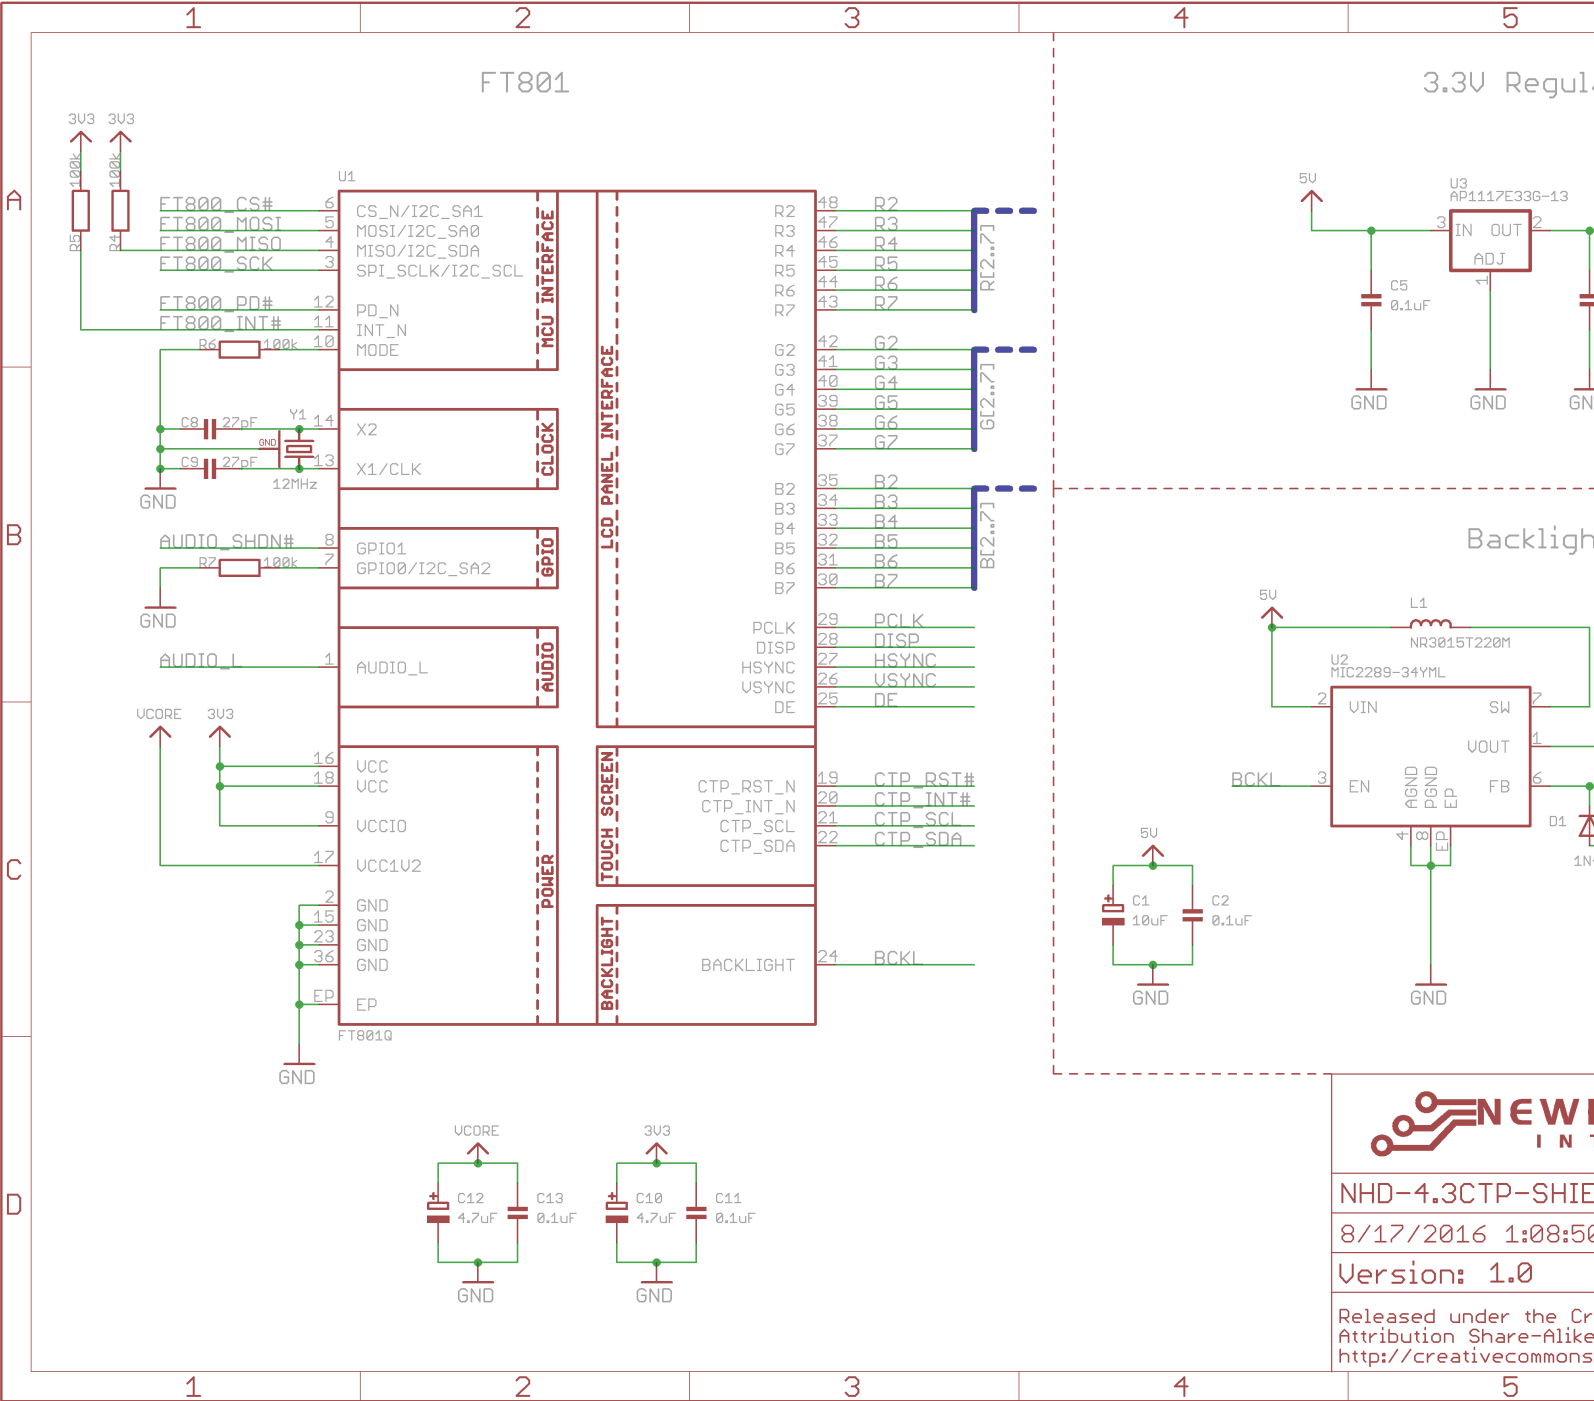 1 2 3 4 5
FT801
3.3V Regul
3V3 3V3
100k 100k
R5 R4
A
U1
FT800_CS# 6 CS_N/I2C_SA1
FT800_MOSI 5 MOSI/I2C_SA0
FT800_MISO 4 MISO/I2C_SDA
FT800_SCK 3 SPI_SCLK/I2C_SCL
FT800_PD# 12 PD_N
FT800_INT# 11 INT_N
R6 100k 10 MODE
MCU INTERFACE
C8 27pF Y1 14 X2
GND
C9 27pF 13 X1/CLK
12MHz
GND
CLOCK
B
AUDIO_SHDN# 8 GPIO1
R7 100k 7 GPIO0/I2C_SA2
GND
GPIO
AUDIO_L 1 AUDIO_L
AUDIO
VCORE 3V3
16 VCC
18 VCC
9 VCCIO
17 VCC1V2
C
2 GND
15 GND
23 GND
36 GND
EP EP
POWER
FT801Q
GND
LCD PANEL INTERFACE
R2 48 R2
R3 47 R3
R4 46 R4
R5 45 R5
R6 44 R6
R7 43 R7
R[2..7]
G2 42 G2
G3 41 G3
G4 40 G4
G5 39 G5
G6 38 G6
G7 37 G7
G[2..7]
B2 35 B2
B3 34 B3
B4 33 B4
B5 32 B5
B6 31 B6
B7 30 B7
B[2..7]
PCLK 29 PCLK
DISP 28 DISP
HSYNC 27 HSYNC
VSYNC 26 VSYNC
DE 25 DE
TOUCH SCREEN
CTP_RST_N 19 CTP_RST#
CTP_INT_N 20 CTP_INT#
CTP_SCL 21 CTP_SCL
CTP_SDA 22 CTP_SDA
BACKLIGHT
BACKLIGHT 24 BCKL
5V
U3
AP1117E33G-13
3 IN OUT 2
ADJ
1
C5
0.1uF
GND GND GN
Backligh
5V
L1
NR3015T220M
U2
MIC2289-34YML
2 VIN SW 7
VOUT 1
BCKL 3 EN FB 6
AGND PGND EP
4 8 EP
D1
1N
GND
5V
C1
10uF
C2
0.1uF
GND
D
VCORE
C12
4.7uF
C13
0.1uF
GND
3V3
C10
4.7uF
C11
0.1uF
GND
NEW
I N
NHD-4.3CTP-SHIE
8/17/2016 1:08:50
Version: 1.0
Released under the Cr
Attribution Share-Alike
http://creativecommons
1 2 3 4 5